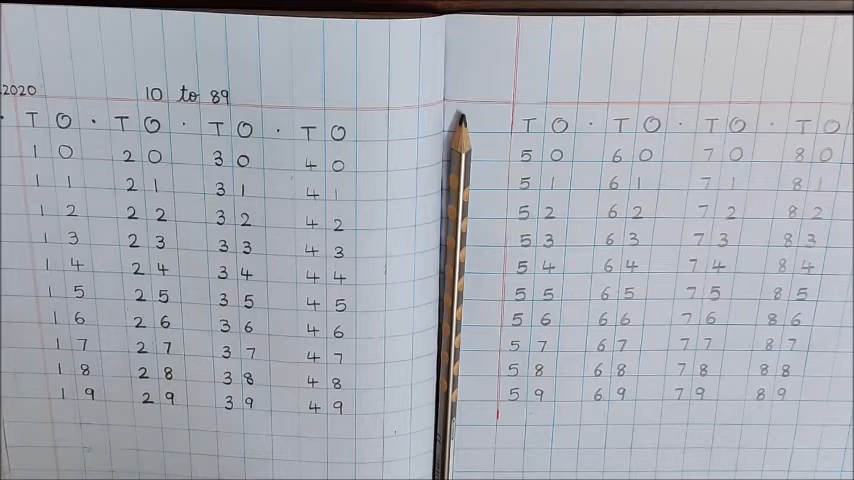 .2020
10 to 89
. T O . T O . T O . T O
1 0 2 0 3 0 4 0
1 1 2 1 3 1 4 1
1 2 2 2 3 2 4 2
1 3 2 3 3 3 4 3
1 4 2 4 3 4 4 4
1 5 2 5 3 5 4 5
1 6 2 6 3 6 4 6
1 7 2 7 3 7 4 7
1 8 2 8 3 8 4 8
1 9 2 9 3 9 4 9
T O . T O . T O . T O
5 0 6 0 7 0 8 0
5 1 6 1 7 1 8 1
5 2 6 2 7 2 8 2
5 3 6 3 7 3 8 3
5 4 6 4 7 4 8 4
5 5 6 5 7 5 8 5
5 6 6 6 7 6 8 6
5 7 6 7 7 7 8 7
5 8 6 8 7 8 8 8
5 9 6 9 7 9 8 9